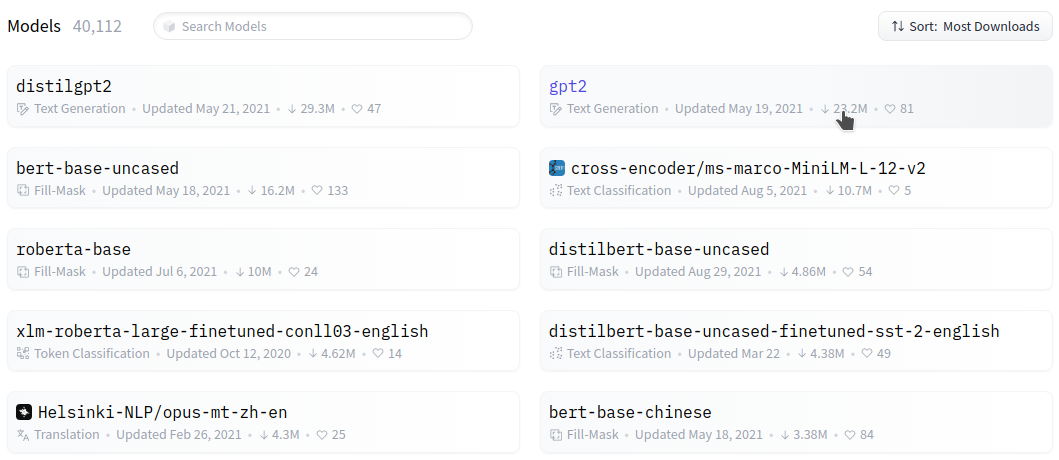 Models 40,112 Search Models Sort: Most Downloads
distilgpt2
Text Generation • Updated May 21, 2021 • ↓ 29.3M • ♡ 47
gpt2
Text Generation • Updated May 19, 2021 • ↓ 23.2M • ♡ 81
bert-base-uncased
Fill-Mask • Updated May 18, 2021 • ↓ 16.2M • ♡ 133
cross-encoder/ms-marco-MiniLM-L-12-v2
Text Classification • Updated Aug 5, 2021 • ↓ 10.7M • ♡ 5
roberta-base
Fill-Mask • Updated Jul 6, 2021 • ↓ 10M • ♡ 24
distilbert-base-uncased
Fill-Mask • Updated Aug 29, 2021 • ↓ 4.86M • ♡ 54
xlm-roberta-large-finetuned-conll03-english
Token Classification • Updated Oct 12, 2020 • ↓ 4.62M • ♡ 14
distilbert-base-uncased-finetuned-sst-2-english
Text Classification • Updated Mar 22 • ↓ 4.38M • ♡ 49
Helsinki-NLP/opus-mt-zh-en
Translation • Updated Feb 26, 2021 • ↓ 4.3M • ♡ 25
bert-base-chinese
Fill-Mask • Updated May 18, 2021 • ↓ 3.38M • ♡ 84